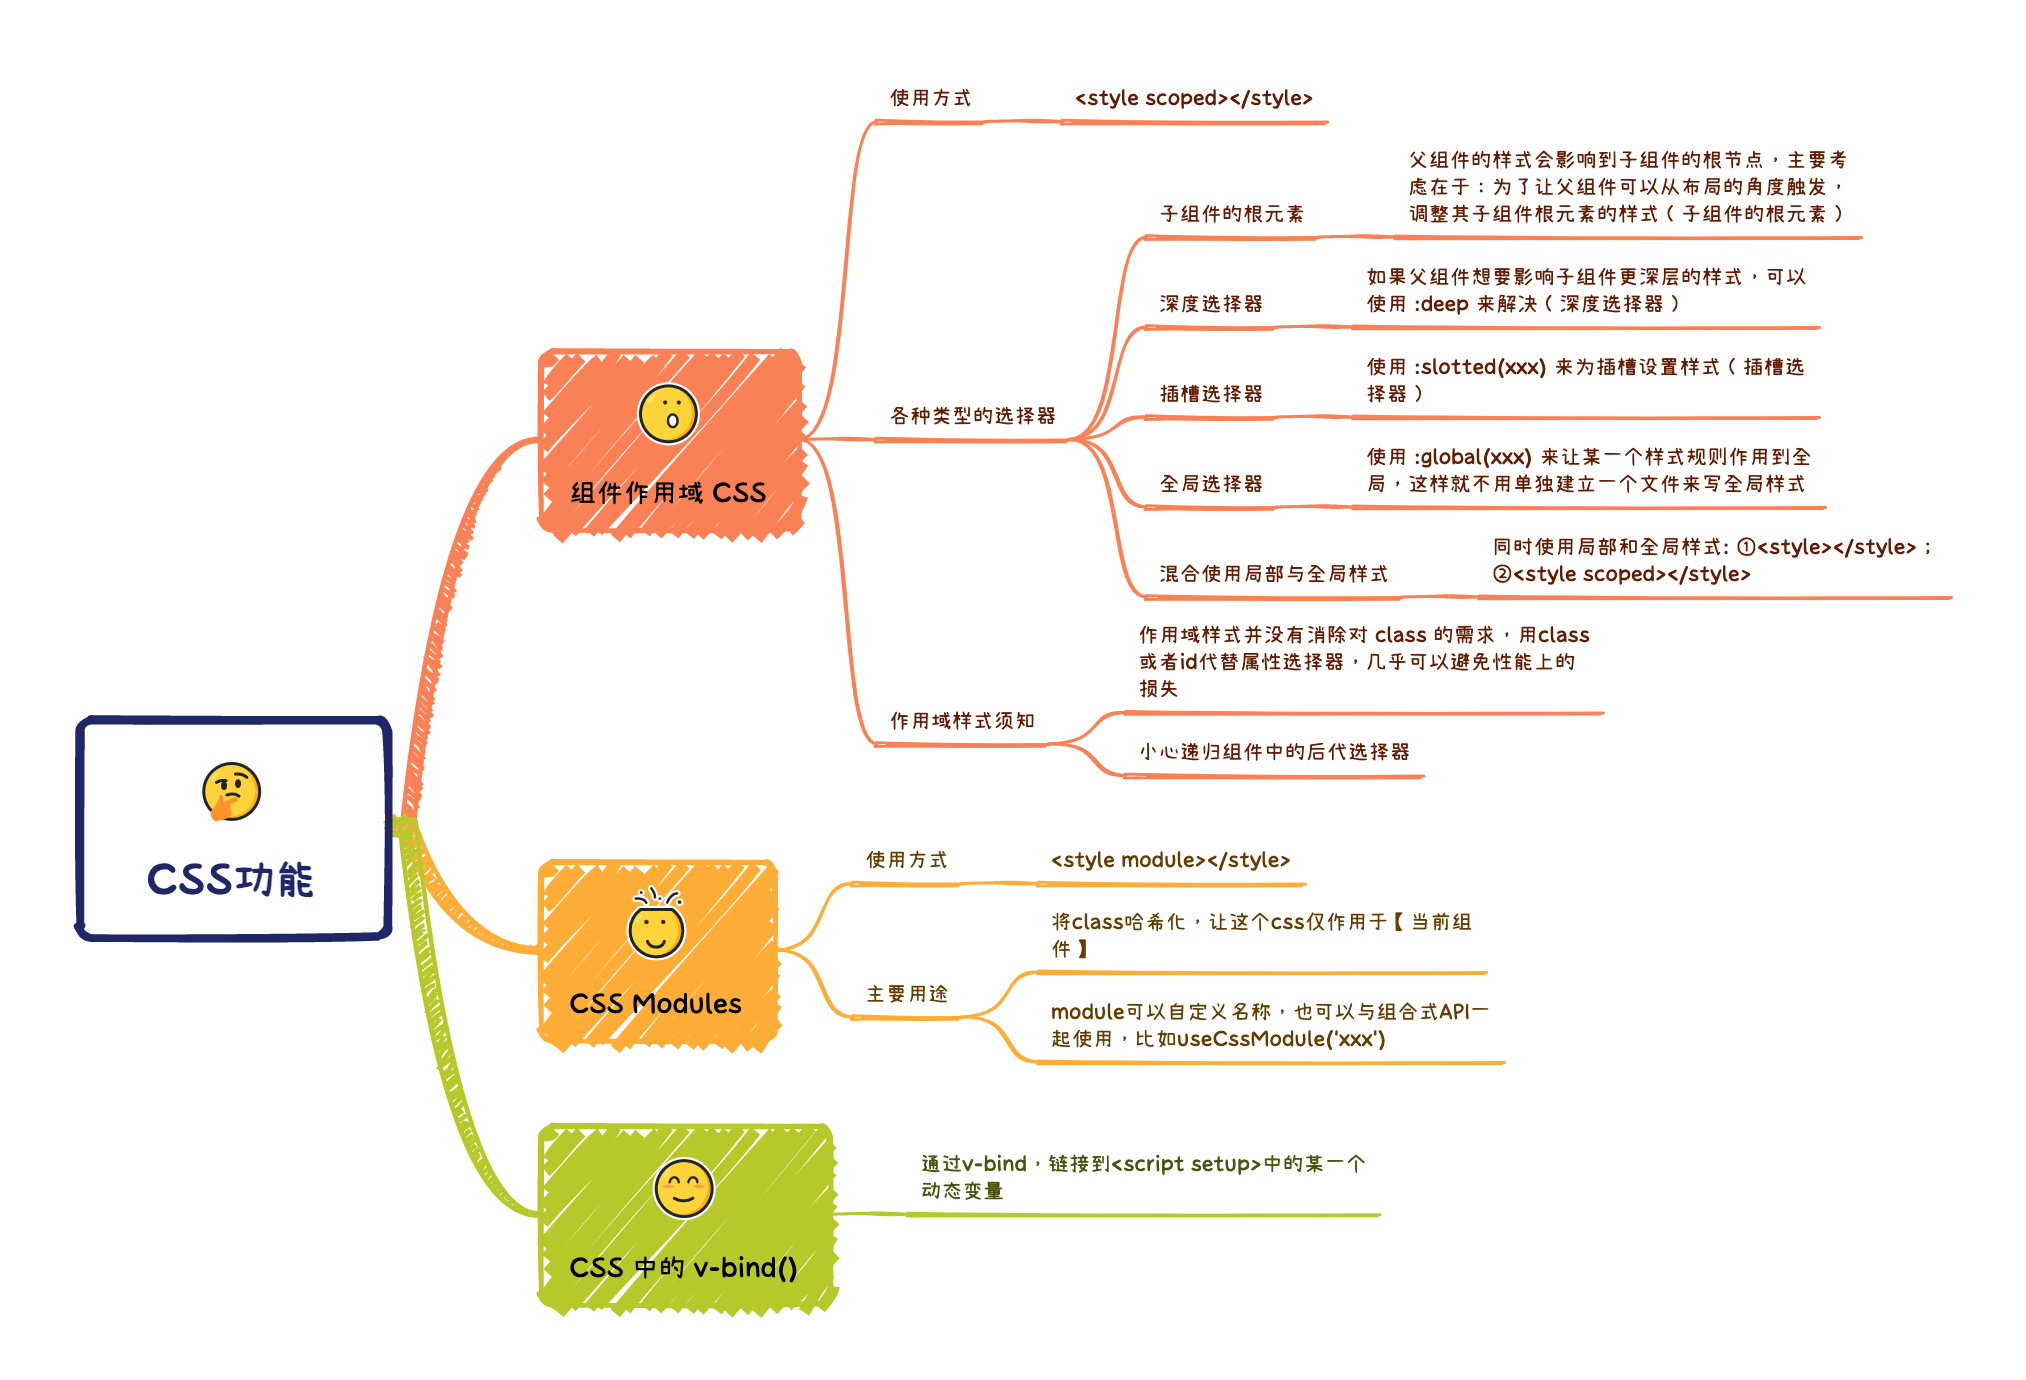 CSS功能
组件作用域 CSS
使用方式
<style scoped></style>
各种类型的选择器
子组件的根元素
父组件的样式会影响到子组件的根节点，主要考
虑在于：为了让父组件可以从布局的角度触发，
调整其子组件根元素的样式（子组件的根元素）
深度选择器
如果父组件想要影响子组件更深层的样式，可以
使用 :deep 来解决（深度选择器）
插槽选择器
使用 :slotted(xxx) 来为插槽设置样式（插槽选
择器）
全局选择器
使用 :global(xxx) 来让某一个样式规则作用到全
局，这样就不用单独建立一个文件来写全局样式
混合使用局部与全局样式
同时使用局部和全局样式: ①<style></style>；
②<style scoped></style>
作用域样式须知
作用域样式并没有消除对 class 的需求，用class
或者id代替属性选择器，几乎可以避免性能上的
损失
小心递归组件中的后代选择器
CSS Modules
使用方式
<style module></style>
主要用途
将class哈希化，让这个css仅作用于【当前组
件】
module可以自定义名称，也可以与组合式API一
起使用，比如useCssModule('xxx')
CSS 中的 v-bind()
通过v-bind，链接到<script setup>中的某一个
动态变量